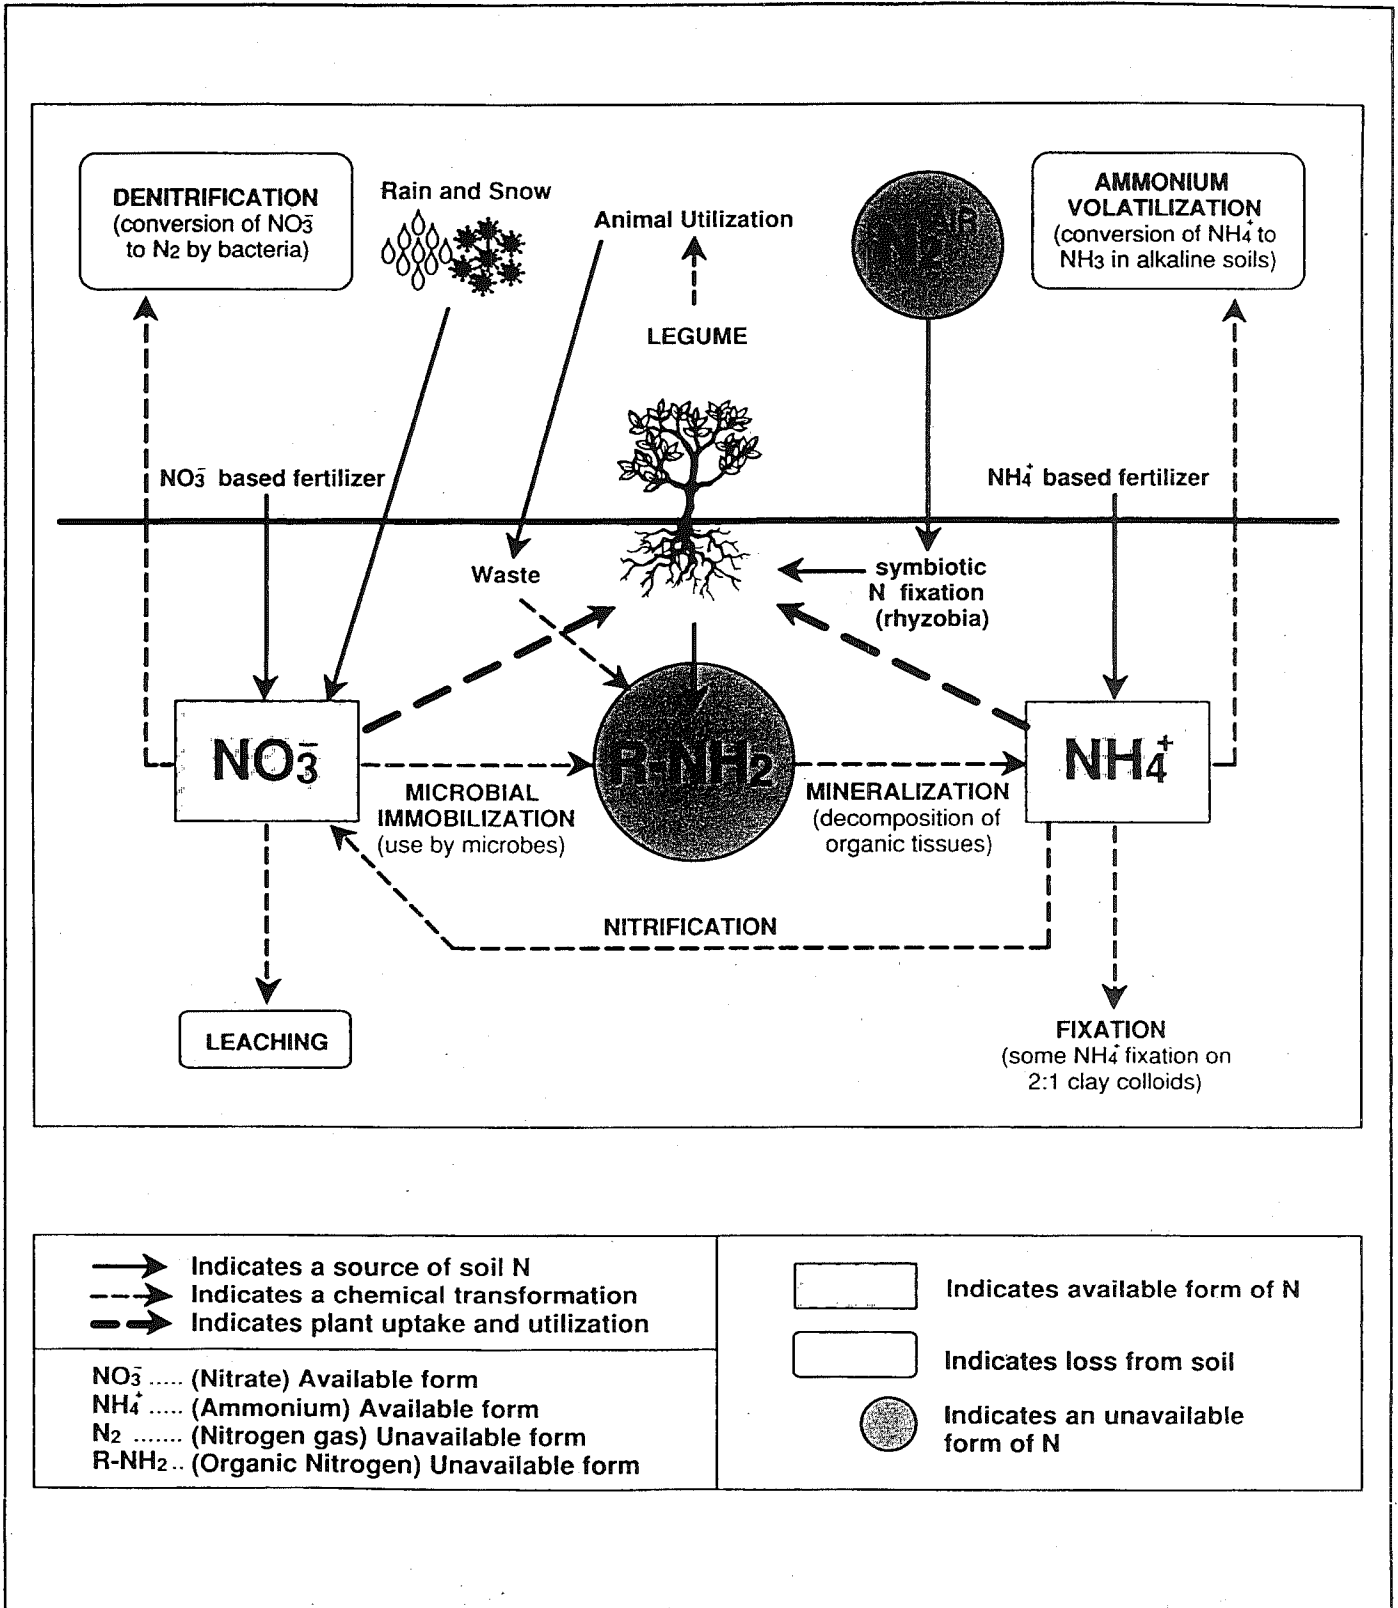 DENITRIFICATION
(conversion of NO₃⁻
to N₂ by bacteria)
Rain and Snow
Animal Utilization
N₂ AIR
AMMONIUM
VOLATILIZATION
(conversion of NH₄⁺ to
NH₃ in alkaline soils)
LEGUME
NO₃⁻ based fertilizer
NH₄⁺ based fertilizer
Waste
symbiotic
N fixation
(rhyzobia)
NO₃⁻
R-NH₂
NH₄⁺
MICROBIAL
IMMOBILIZATION
(use by microbes)
MINERALIZATION
(decomposition of
organic tissues)
NITRIFICATION
LEACHING
FIXATION
(some NH₄⁺ fixation on
2:1 clay colloids)
Indicates a source of soil N
Indicates a chemical transformation
Indicates plant uptake and utilization
NO₃⁻ ..... (Nitrate) Available form
NH₄⁺ ..... (Ammonium) Available form
N₂ ....... (Nitrogen gas) Unavailable form
R-NH₂ .. (Organic Nitrogen) Unavailable form
Indicates available form of N
Indicates loss from soil
Indicates an unavailable
form of N